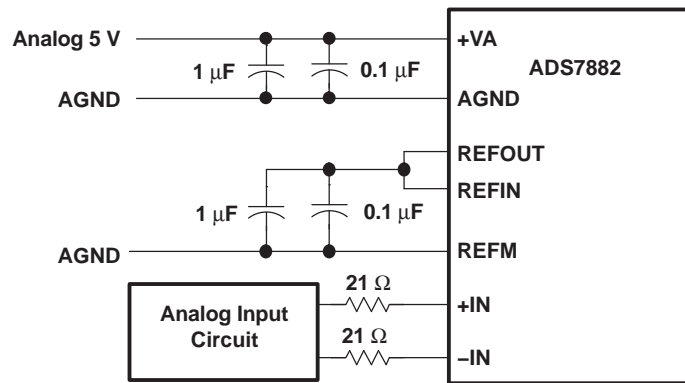 Analog 5 V
+VA
ADS7882
1 μF
0.1 μF
AGND
AGND
REFOUT
REFIN
1 μF
0.1 μF
AGND
REFM
21 Ω
+IN
Analog Input
Circuit
21 Ω
−IN